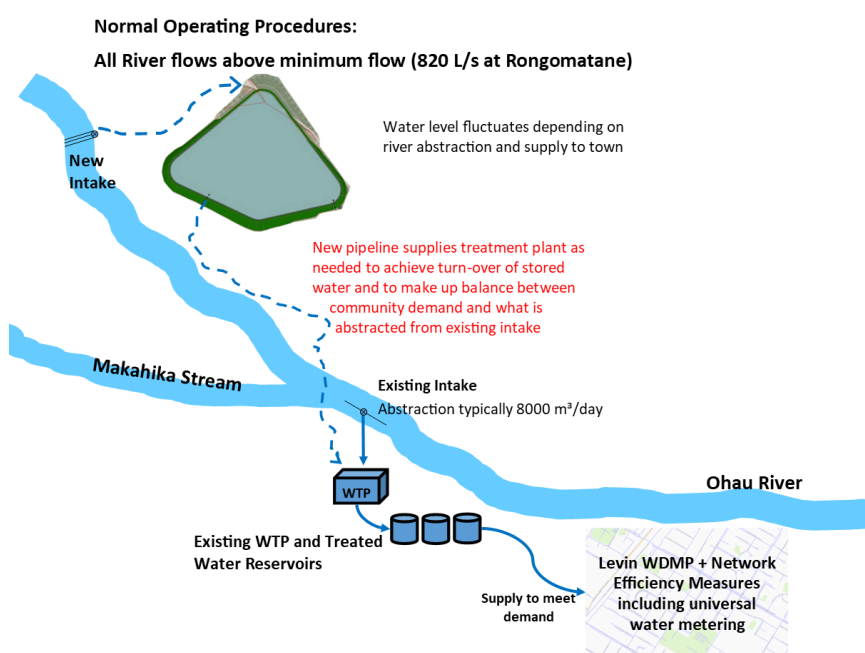 Normal Operating Procedures:
All River flows above minimum flow (820 L/s at Rongomatane)
Water level fluctuates depending on
river abstraction and supply to town
New
Intake
New pipeline supplies treatment plant as
needed to achieve turn-over of stored
water and to make up balance between
community demand and what is
abstracted from existing intake
Makahika Stream
Existing Intake
Abstraction typically 8000 m³/day
Ohau River
WTP
Existing WTP and Treated
Water Reservoirs
Supply to meet
demand
Levin WDMP + Network
Efficiency Measures
including universal
water metering